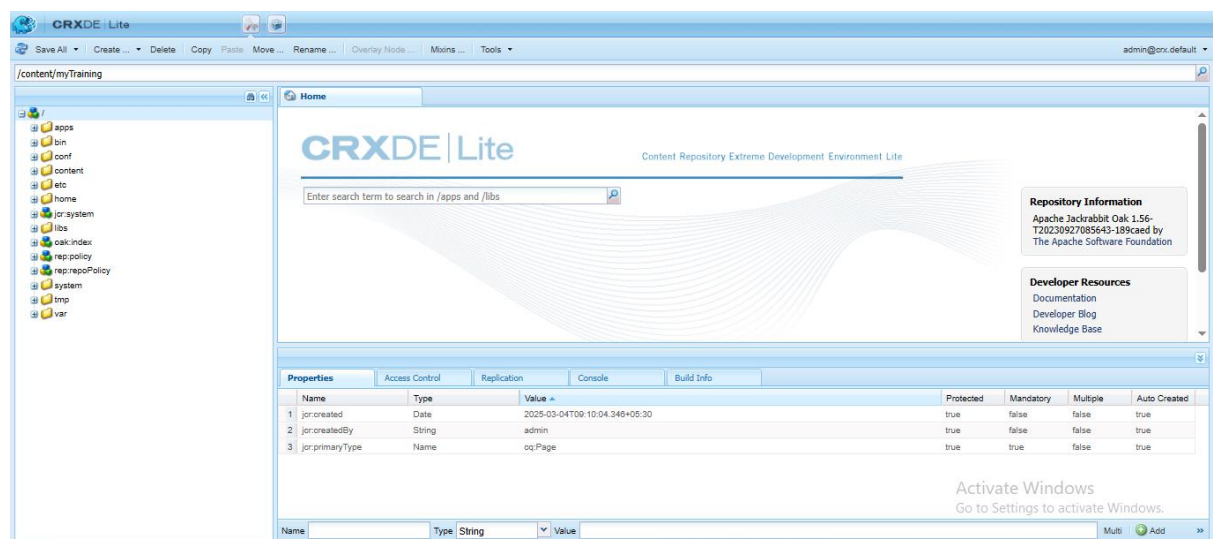 CRXDE Lite
Save All Create ... Delete Copy Paste Move ... Rename ... Overlay Node ... Mixins ... Tools admin@crx.default
/content/myTraining
Home
/
apps
bin
conf
content
etc
home
jcr:system
libs
oak:index
rep:policy
rep:repoPolicy
system
tmp
var
CRXDE | Lite
Content Repository Extreme Development Environment Lite
Enter search term to search in /apps and /libs
Repository Information
Apache Jackrabbit Oak 1.56-
T20230927085643-189caed by
The Apache Software Foundation
Developer Resources
Documentation
Developer Blog
Knowledge Base
Properties Access Control Replication Console Build Info
Name Type Value Protected Mandatory Multiple Auto Created
1 jcr:created Date 2025-03-04T09:10:04.346+05:30 true false false true
2 jcr:createdBy String admin true false false true
3 jcr:primaryType Name cq:Page true true false true
Activate Windows
Go to Settings to activate Windows.
Name Type String Value Multi Add »